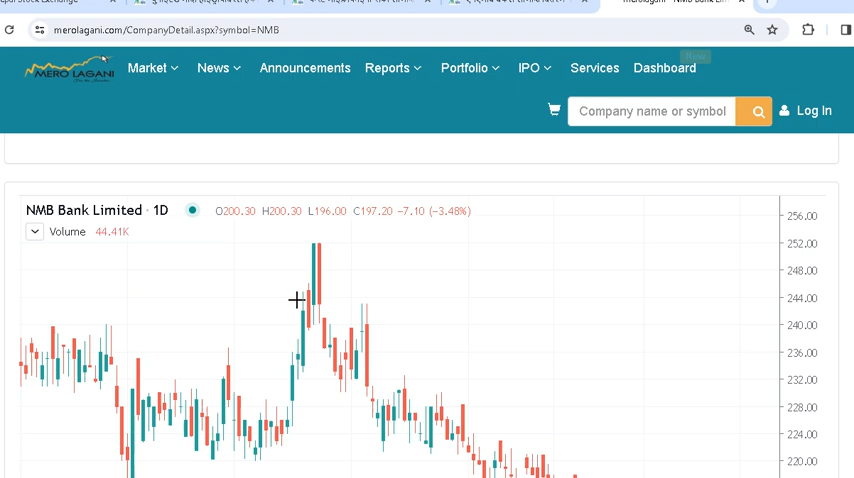 merolagani.com/CompanyDetail.aspx?symbol=NMB
MERO LAGANI
Market
News
Announcements
Reports
Portfolio
IPO
Services
Dashboard
Company name or symbol
Log In
NMB Bank Limited · 1D
O200.30 H200.30 L196.00 C197.20 −7.10 (−3.48%)
Volume 44.41K
256.00
252.00
248.00
244.00
240.00
236.00
232.00
228.00
224.00
220.00